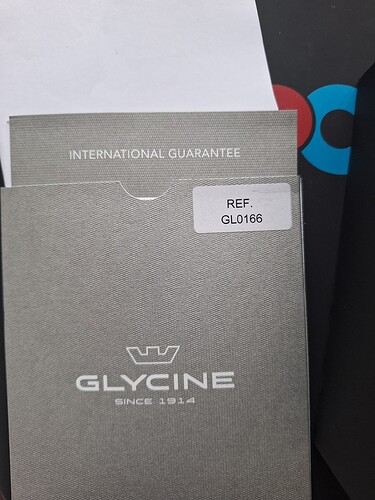 INTERNATIONAL GUARANTEE
REF.
GL0166
GLYCINE
SINCE 1914